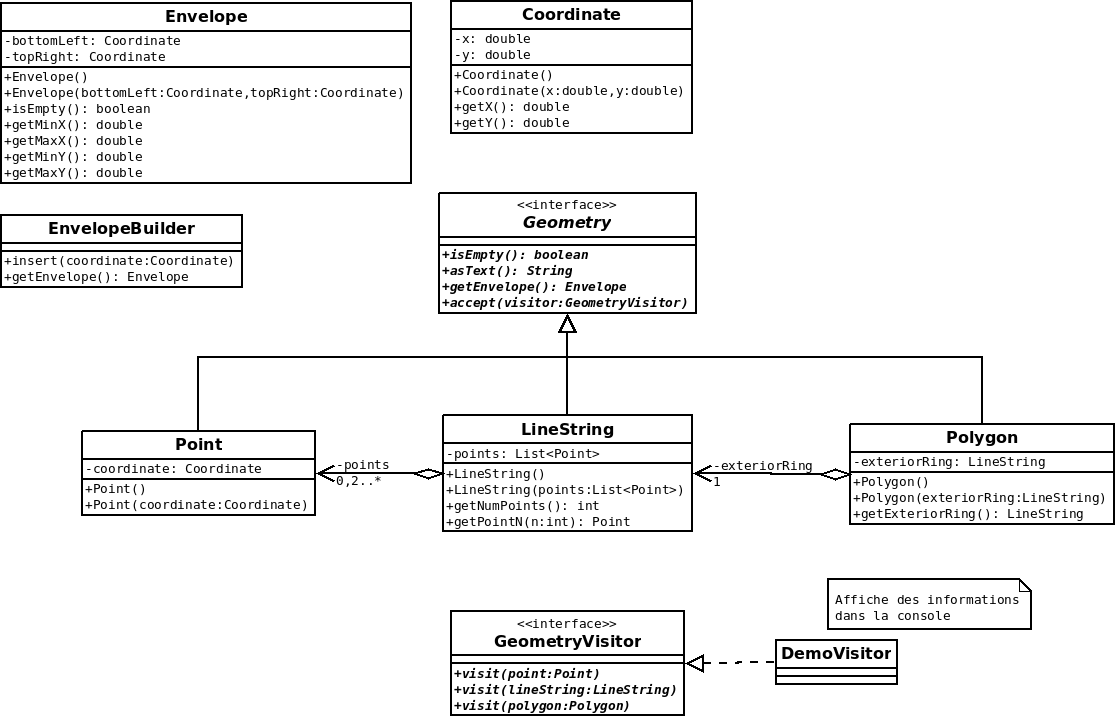 Envelope
-bottomLeft: Coordinate
-topRight: Coordinate
+Envelope()
+Envelope(bottomLeft:Coordinate,topRight:Coordinate)
+isEmpty(): boolean
+getMinX(): double
+getMaxX(): double
+getMinY(): double
+getMaxY(): double
Coordinate
-x: double
-y: double
+Coordinate()
+Coordinate(x:double,y:double)
+getX(): double
+getY(): double
EnvelopeBuilder
+insert(coordinate:Coordinate)
+getEnvelope(): Envelope
<<interface>>
Geometry
+isEmpty(): boolean
+asText(): String
+getEnvelope(): Envelope
+accept(visitor:GeometryVisitor)
Point
-coordinate: Coordinate
+Point()
+Point(coordinate:Coordinate)
-points
0,2..*
LineString
-points: List<Point>
+LineString()
+LineString(points:List<Point>)
+getNumPoints(): int
+getPointN(n:int): Point
-exteriorRing
1
Polygon
-exteriorRing: LineString
+Polygon()
+Polygon(exteriorRing:LineString)
+getExteriorRing(): LineString
Affiche des informations
dans la console
<<interface>>
GeometryVisitor
+visit(point:Point)
+visit(lineString:LineString)
+visit(polygon:Polygon)
DemoVisitor